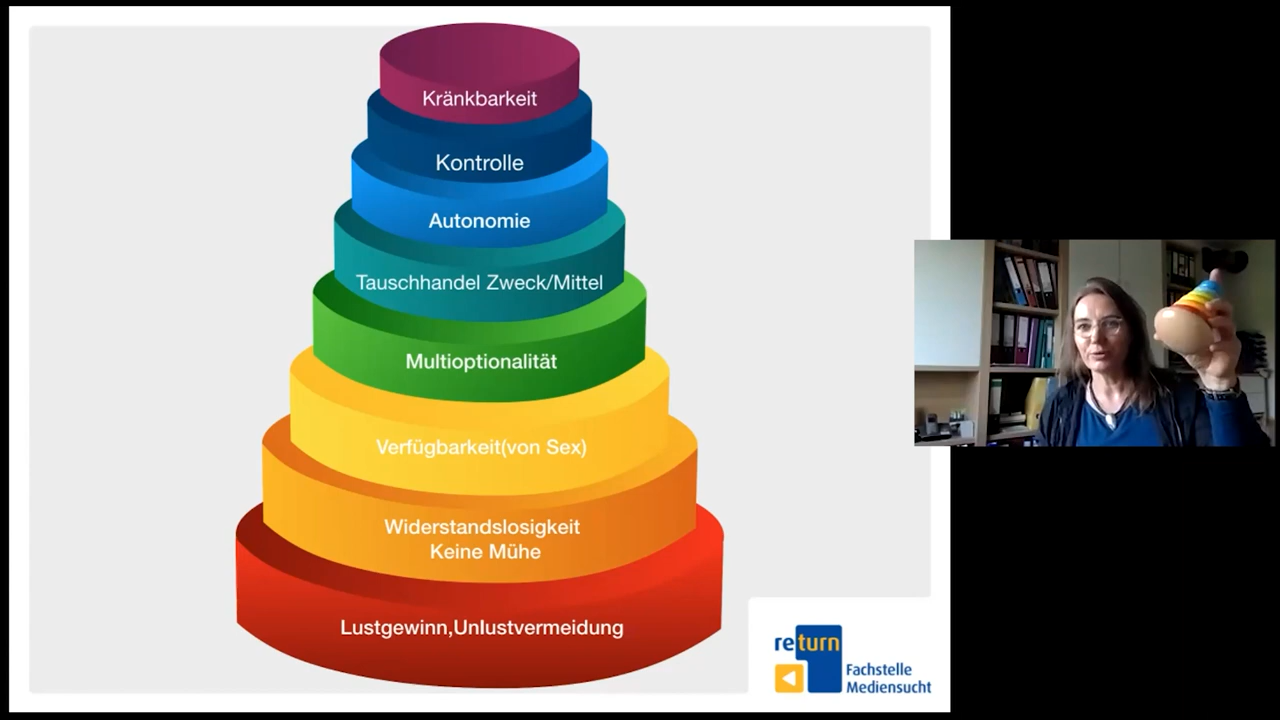 Kränkbarkeit
Kontrolle
Autonomie
Tauschhandel Zweck/Mittel
Multioptionalität
Verfügbarkeit(von Sex)
Widerstandslosigkeit
Keine Mühe
Lustgewinn,Unlustvermeidung
return
Fachstelle
Mediensucht